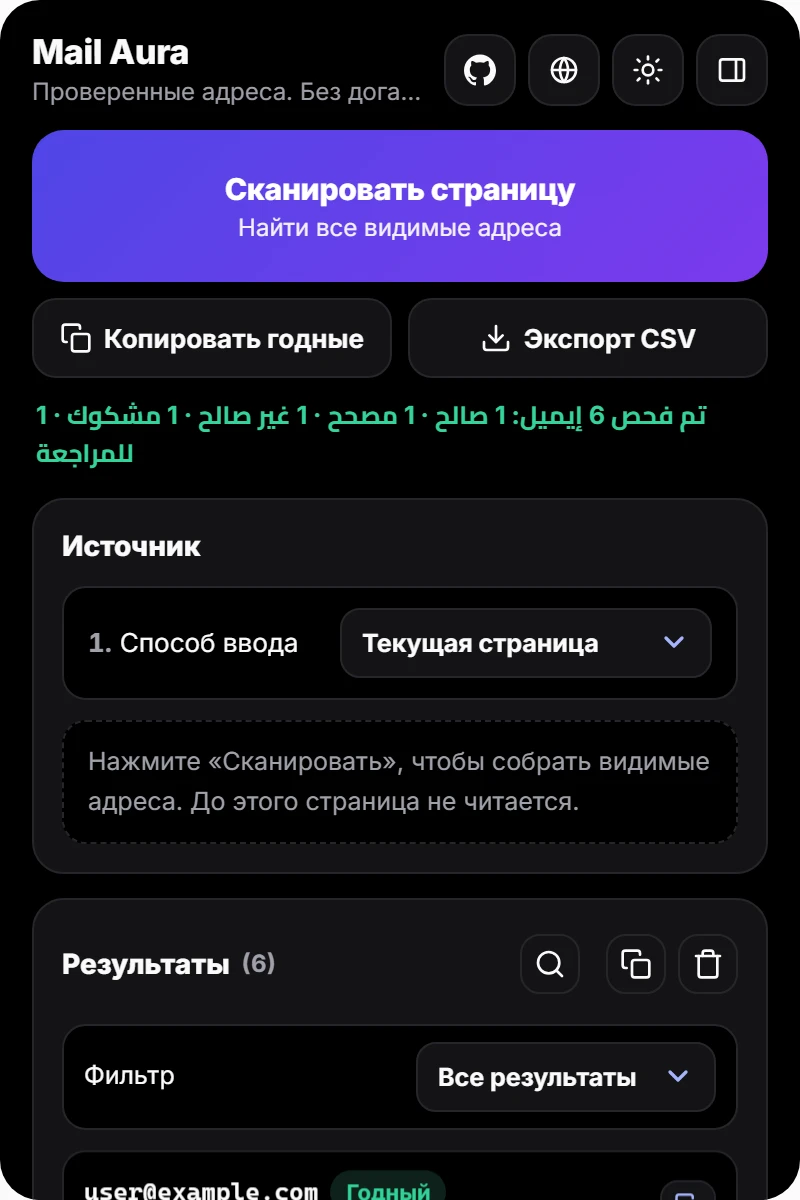 Mail Aura
Проверенные адреса. Без дога...
Сканировать страницу
Найти все видимые адреса
Копировать годные
Экспорт CSV
تم فحص 6 إيميل: 1 صالح · 1 مصحح · 1 غير صالح · 1 مشكوك · 1
للمراجعة
Источник
1. Способ ввода
Текущая страница
Нажмите «Сканировать», чтобы собрать видимые
адреса. До этого страница не читается.
Результаты (6)
Фильтр
Все результаты
user@example.com Годный